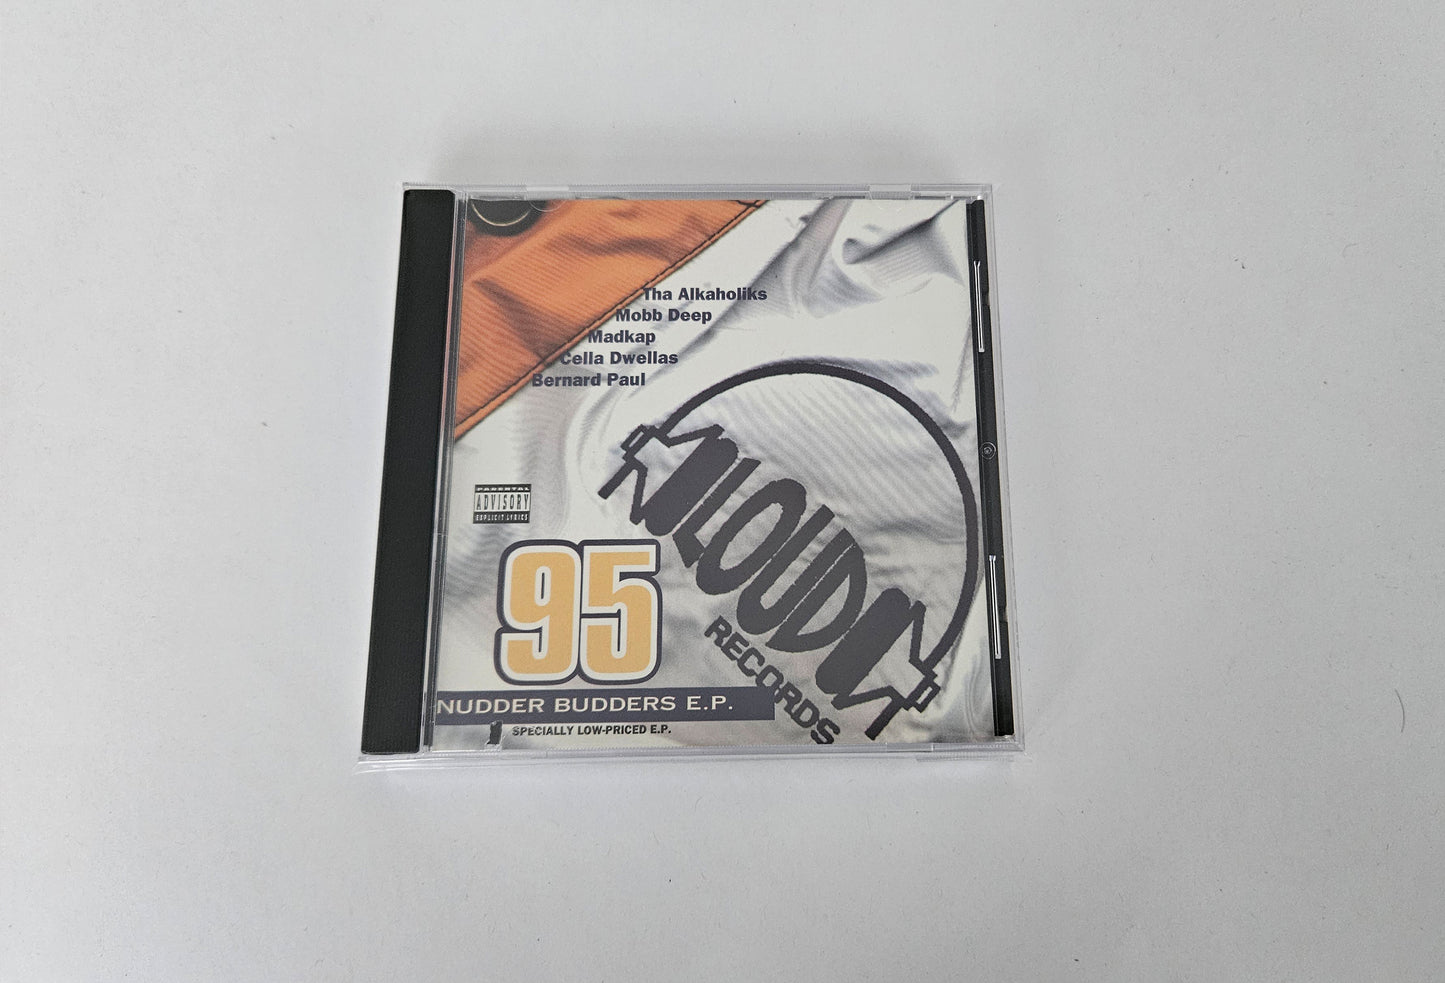 Tha Alkaholiks
Mobb Deep
Madkap
Cella Dwellas
Bernard Paul
PARENTAL
ADVISORY
EXPLICIT LYRICS
LOUD
RECORDS
95
NUDDER BUDDERS E.P.
SPECIALLY LOW-PRICED E.P.